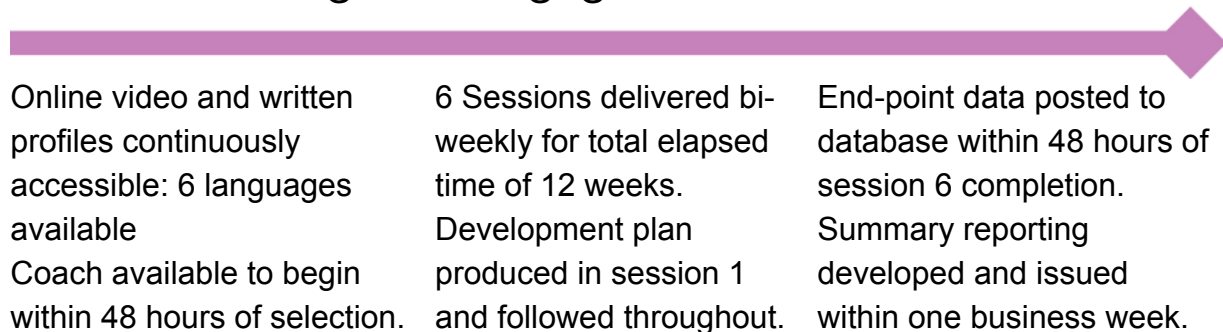 Online video and written
profiles continuously
accessible: 6 languages
available
Coach available to begin
within 48 hours of selection.
6 Sessions delivered bi-
weekly for total elapsed
time of 12 weeks.
Development plan
produced in session 1
and followed throughout.
End-point data posted to
database within 48 hours of
session 6 completion.
Summary reporting
developed and issued
within one business week.